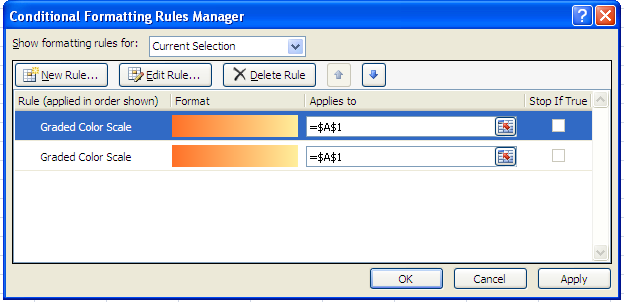 Conditional Formatting Rules Manager
Show formatting rules for: Current Selection
New Rule... Edit Rule... Delete Rule
Rule (applied in order shown) Format Applies to Stop If True
Graded Color Scale =$A$1
Graded Color Scale =$A$1
OK Cancel Apply